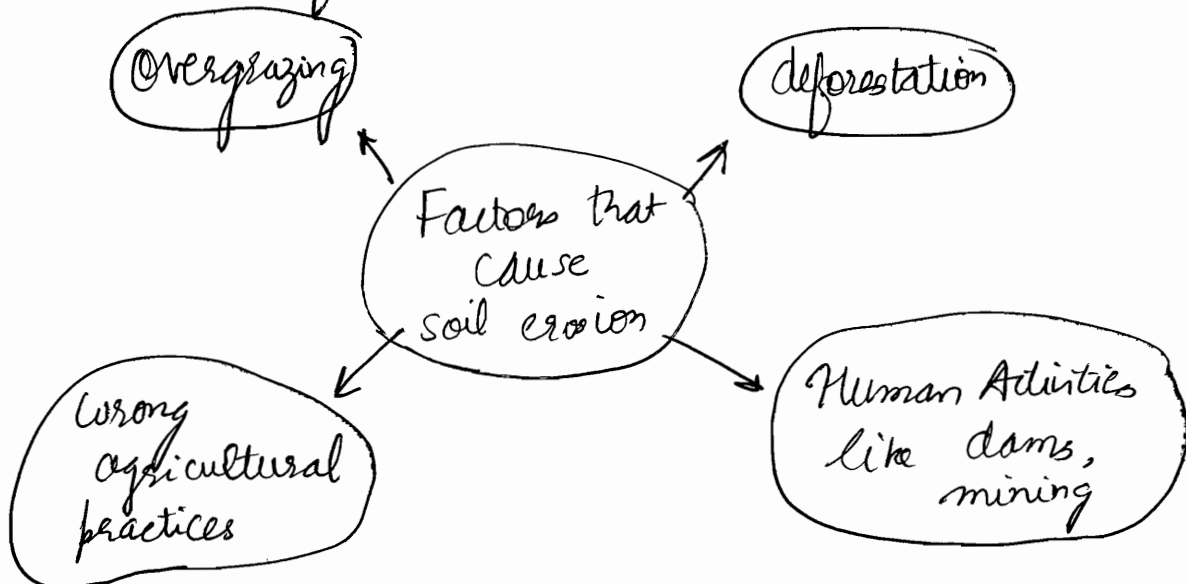 Overgrazing
deforestation
Factors that
cause
soil erosion
Wrong
agricultural
practices
Human Activities
like dams,
mining